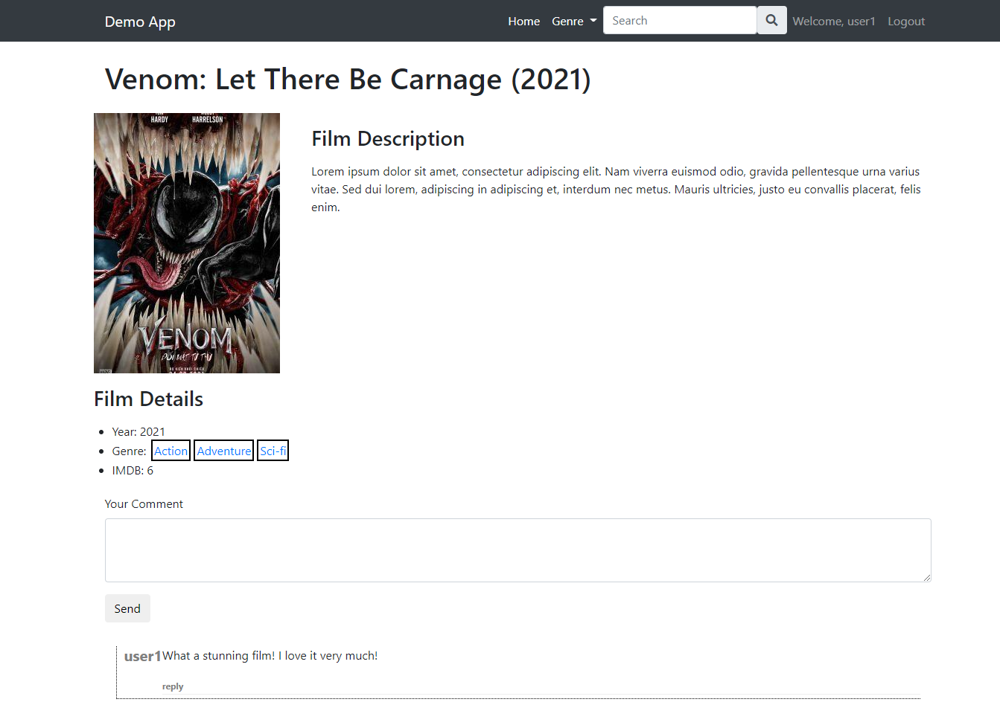 Demo App
Home Genre Search Welcome, user1 Logout
Venom: Let There Be Carnage (2021)
HARDY HARRELSON
VENOM
ĐỐI MẶT TỬ THÙ
Film Description
Lorem ipsum dolor sit amet, consectetur adipiscing elit. Nam viverra euismod odio, gravida pellentesque urna varius
vitae. Sed dui lorem, adipiscing in adipiscing et, interdum nec metus. Mauris ultricies, justo eu convallis placerat, felis
enim.
Film Details
Year: 2021
Genre: Action Adventure Sci-fi
IMDB: 6
Your Comment
Send
user1 What a stunning film! I love it very much!
reply